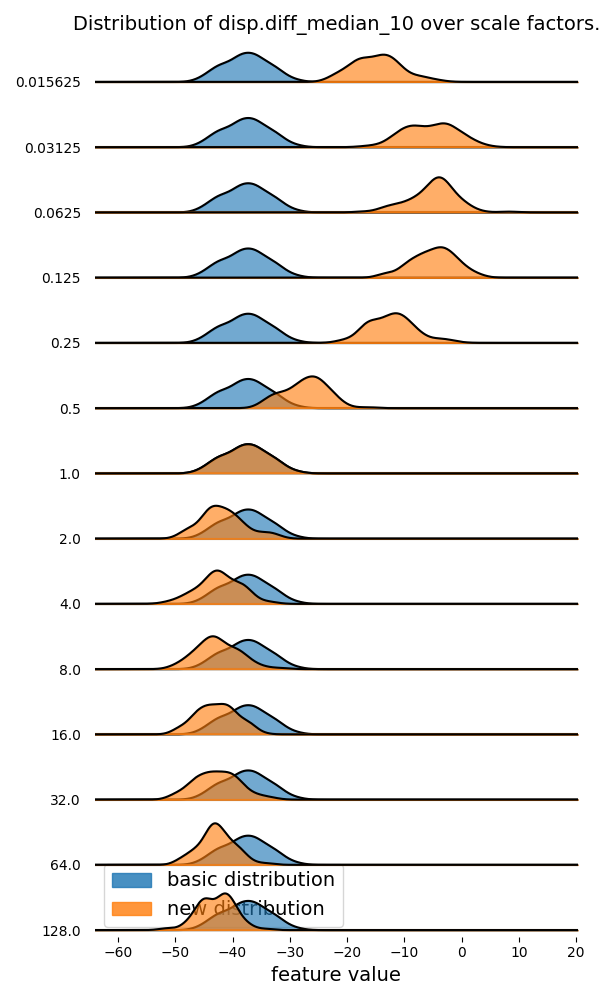 Distribution of disp.diff_median_10 over scale factors.
0.015625
0.03125
0.0625
0.125
0.25
0.5
1.0
2.0
4.0
8.0
16.0
32.0
64.0
basic distribution
new distribution
128.0
−60 −50 −40 −30 −20 −10 0 10 20
feature value